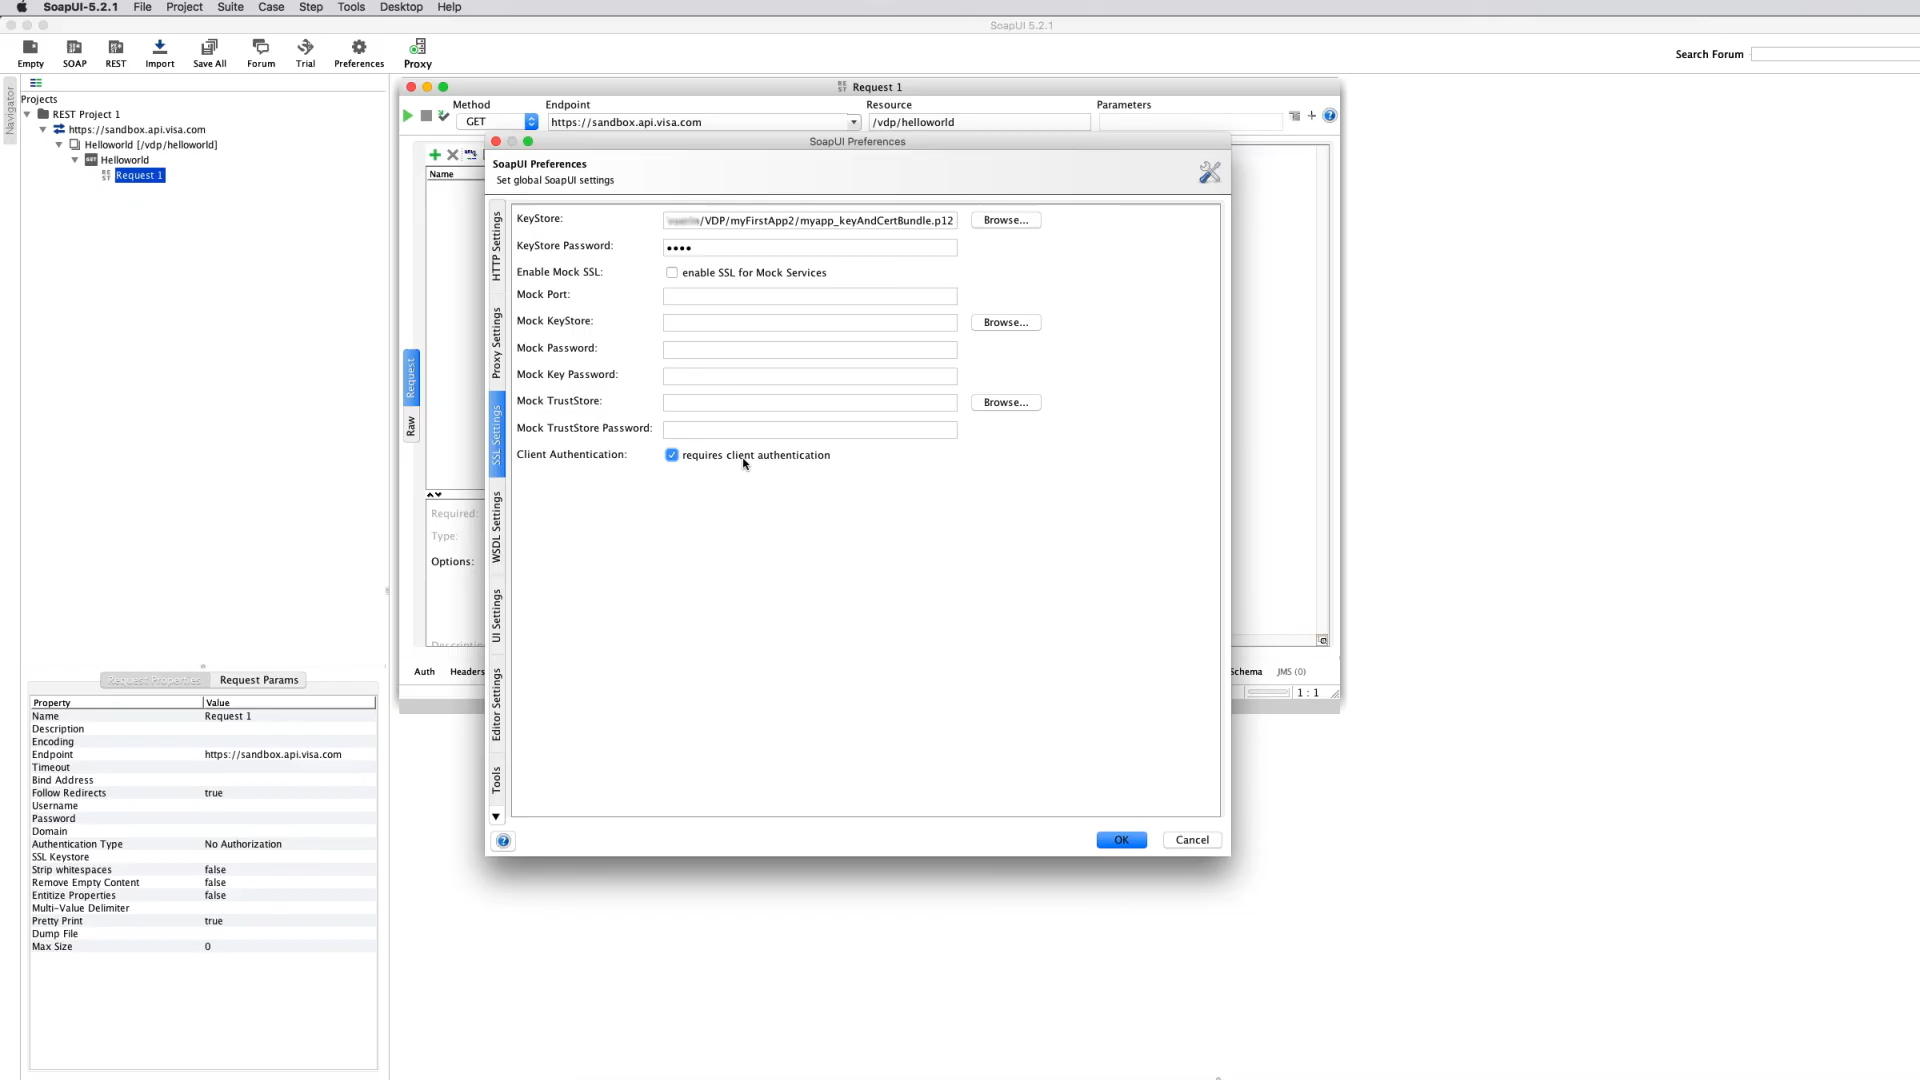 SoapUI-5.2.1 File Project Suite Case Step Tools Desktop Help
SoapUI 5.2.1
Empty SOAP REST Import Save All Forum Trial Preferences Proxy
Search Forum
Navigator
Projects
REST Project 1
https://sandbox.api.visa.com
Helloworld [/vdp/helloworld]
Helloworld
Request 1
Request 1
Method Endpoint Resource Parameters
GET https://sandbox.api.visa.com /vdp/helloworld
Name
Request
Raw
Required:
Type:
Options:
Auth Headers
Schema JMS (0)
1 : 1
SoapUI Preferences
SoapUI Preferences
Set global SoapUI settings
HTTP Settings
Proxy Settings
SSL Settings
WSDL Settings
UI Settings
Editor Settings
Tools
KeyStore: /VDP/myFirstApp2/myapp_keyAndCertBundle.p12 Browse...
KeyStore Password: ••••
Enable Mock SSL: enable SSL for Mock Services
Mock Port:
Mock KeyStore: Browse...
Mock Password:
Mock Key Password:
Mock TrustStore: Browse...
Mock TrustStore Password:
Client Authentication: requires client authentication
OK Cancel
Request Properties Request Params
Property Value
Name Request 1
Description
Encoding
Endpoint https://sandbox.api.visa.com
Timeout
Bind Address
Follow Redirects true
Username
Password
Domain
Authentication Type No Authorization
SSL Keystore
Strip whitespaces false
Remove Empty Content false
Entitize Properties false
Multi-Value Delimiter
Pretty Print true
Dump File
Max Size 0